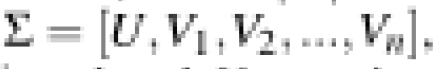 Σ = [U, V₁, V₂, ..., Vₙ],